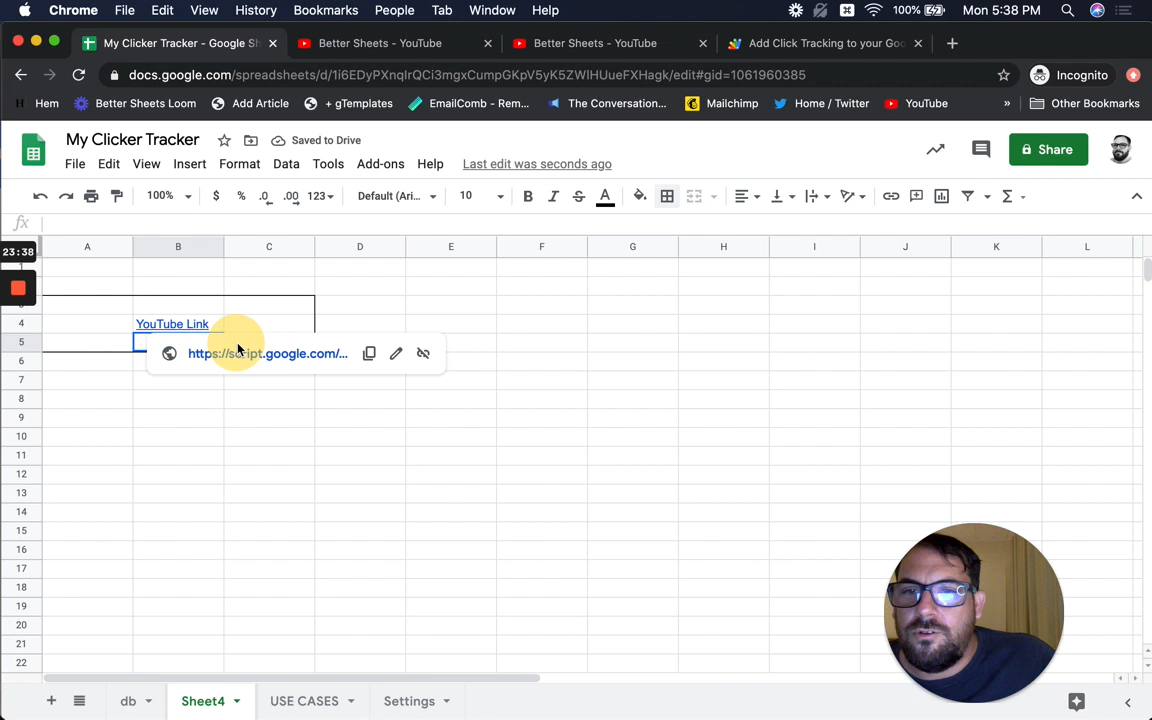 Chrome File Edit View History Bookmarks People Tab Window Help 100% Mon 5:38 PM
My Clicker Tracker - Google Sh Better Sheets - YouTube Better Sheets - YouTube Add Click Tracking to your Goo
docs.google.com/spreadsheets/d/1i6EDyPXnqIrQCi3mgxCumpGKpV5yK5ZWlHUueFXHagk/edit#gid=1061960385 Incognito
H Hem Better Sheets Loom Add Article + gTemplates EmailComb - Rem... The Conversation... Mailchimp Home / Twitter YouTube » Other Bookmarks
My Clicker Tracker Saved to Drive
File Edit View Insert Format Data Tools Add-ons Help Last edit was seconds ago Share
100% $ % .0 .00 123 Default (Ari... 10 B I S A
fx
23:38
A B C D E F G H I J K L
1
3
4 YouTube Link
5 https://script.google.com/...
6
7
8
9
10
11
12
13
14
15
16
17
18
19
20
21
22
db Sheet4 USE CASES Settings